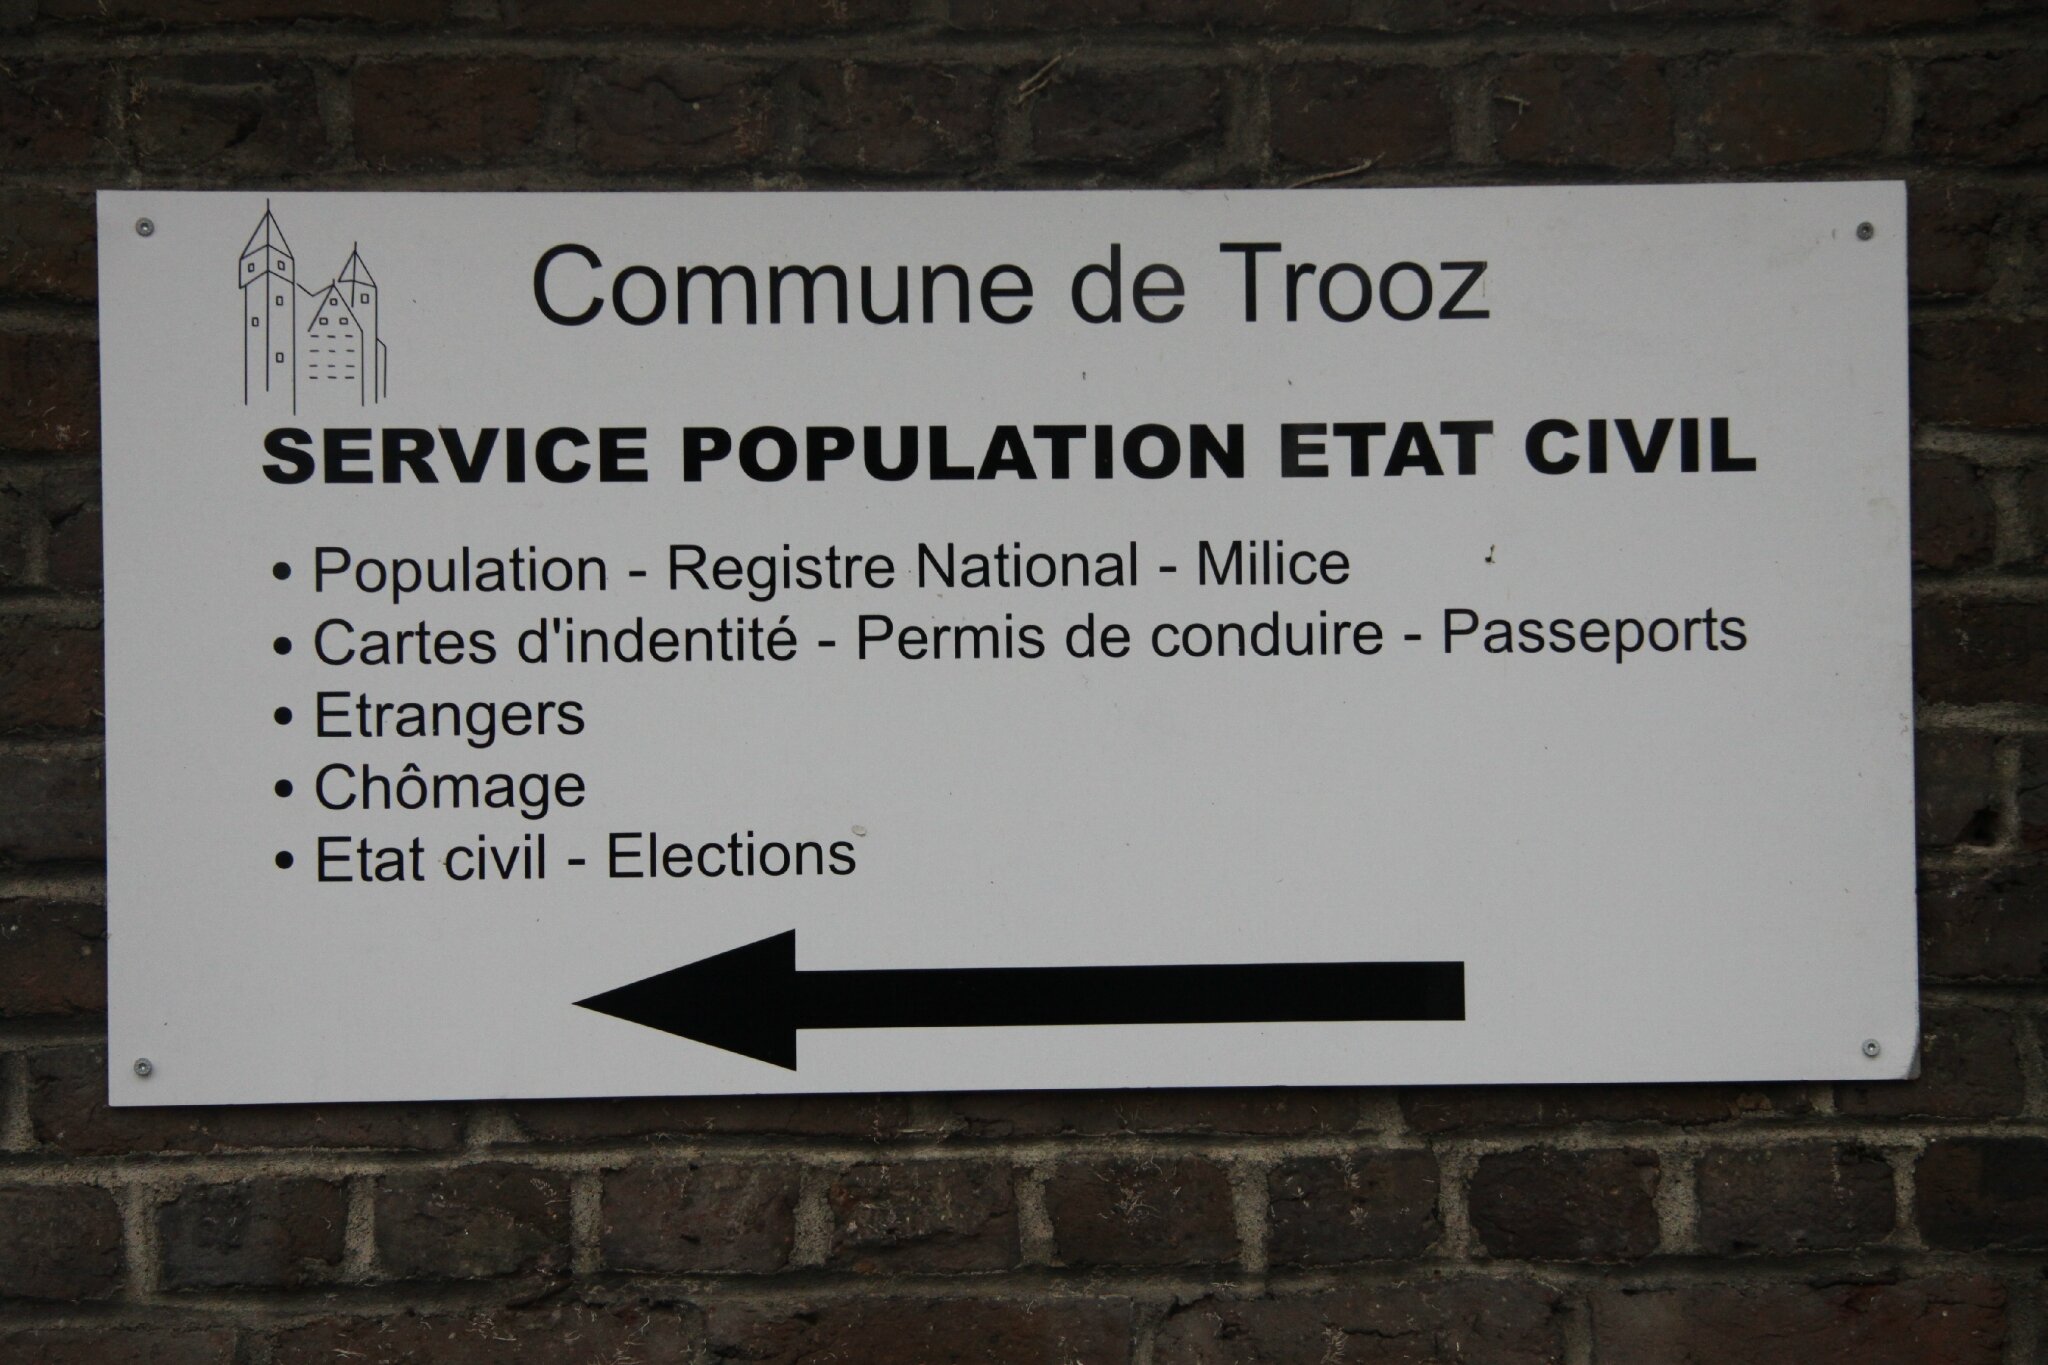 Commune de Trooz
SERVICE POPULATION ETAT CIVIL
• Population - Registre National - Milice
• Cartes d'indentité - Permis de conduire - Passeports
• Etrangers
• Chômage
• Etat civil - Elections